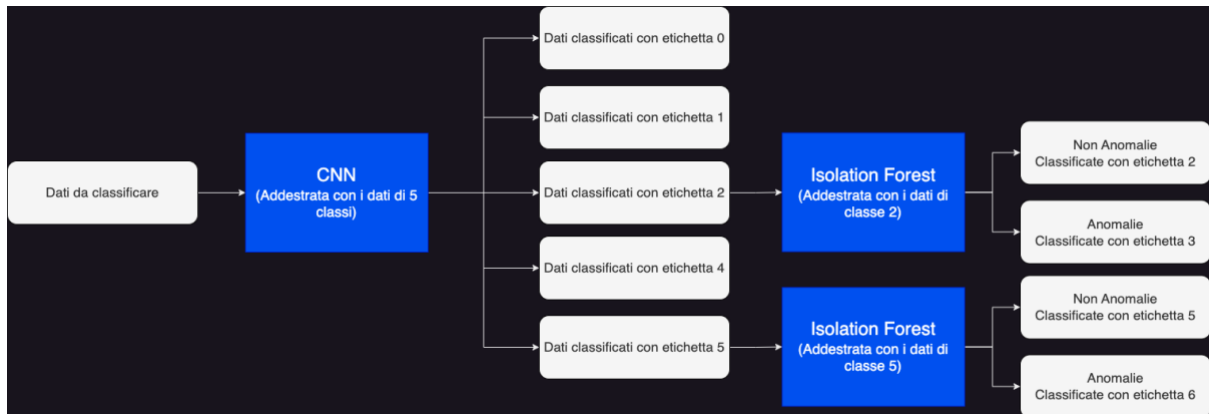 Dati da classificare
CNN
(Addestrata con i dati di 5
classi)
Dati classificati con etichetta 0
Dati classificati con etichetta 1
Dati classificati con etichetta 2
Dati classificati con etichetta 4
Dati classificati con etichetta 5
Isolation Forest
(Addestrata con i dati di
classe 2)
Isolation Forest
(Addestrata con i dati di
classe 5)
Non Anomalie
Classificate con etichetta 2
Anomalie
Classificate con etichetta 3
Non Anomalie
Classificate con etichetta 5
Anomalie
Classificate con etichetta 6